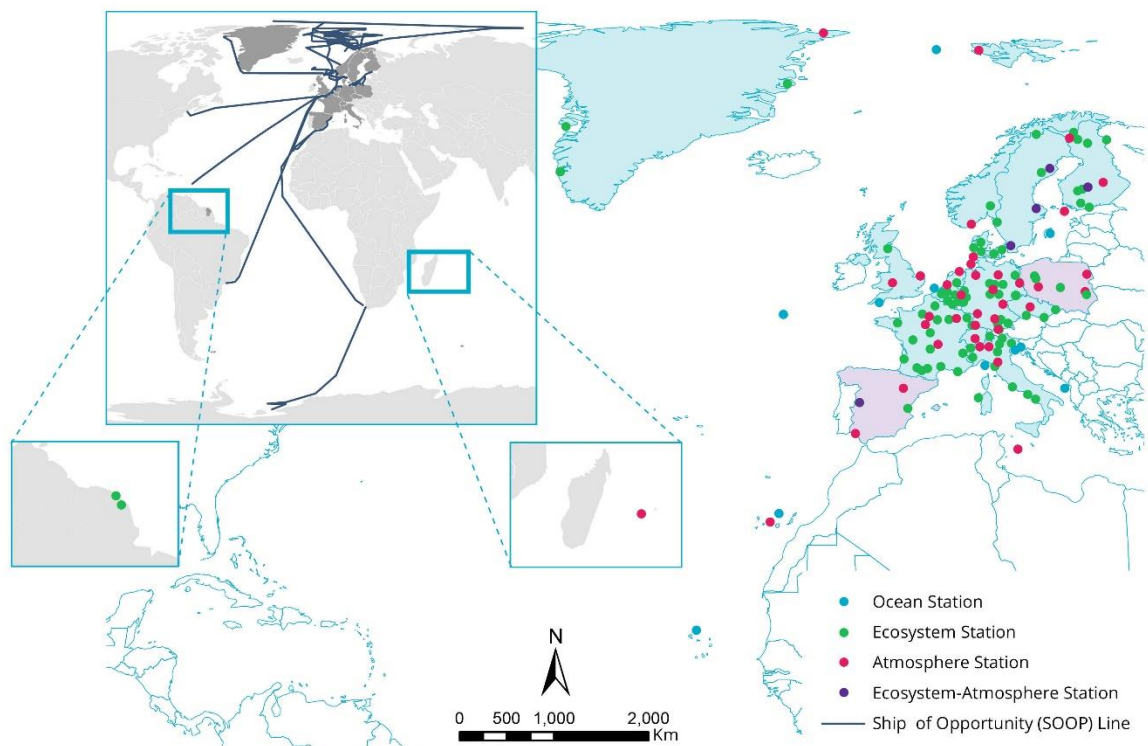 Ocean Station
Ecosystem Station
Atmosphere Station
Ecosystem-Atmosphere Station
Ship of Opportunity (SOOP) Line
N
0 500 1,000 2,000
Km